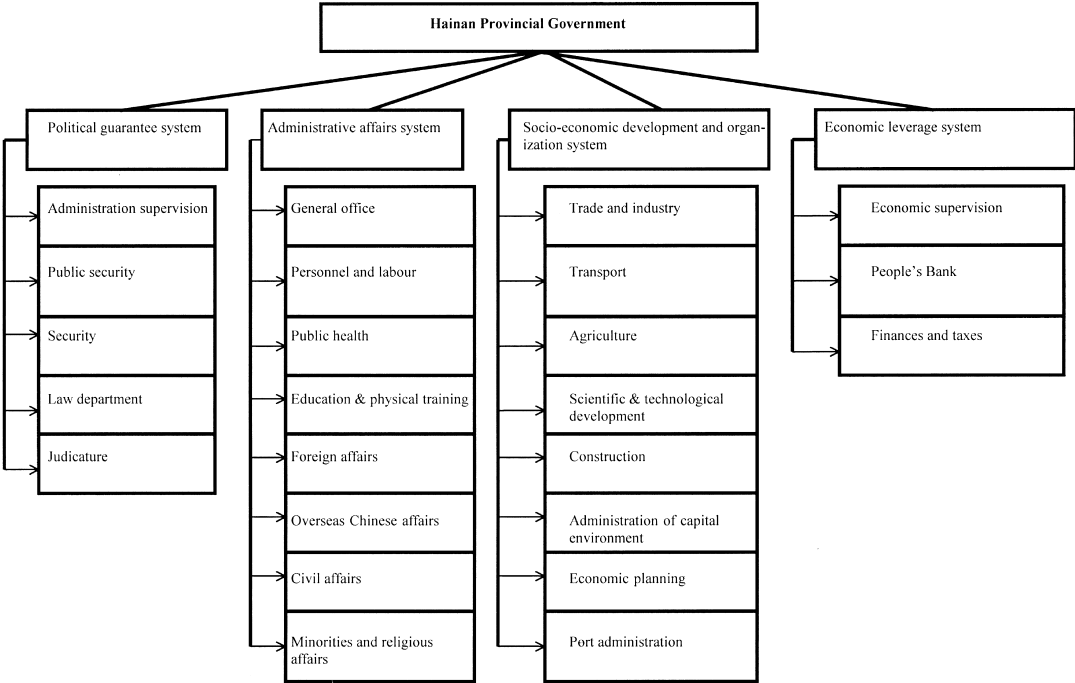 Hainan Provincial Government
Political guarantee system
Administration supervision
Public security
Security
Law department
Judicature
Administrative affairs system
General office
Personnel and labour
Public health
Education & physical training
Foreign affairs
Overseas Chinese affairs
Civil affairs
Minorities and religious
affairs
Socio-economic development and organ-
ization system
Trade and industry
Transport
Agriculture
Scientific & technological
development
Construction
Administration of capital
environment
Economic planning
Port administration
Economic leverage system
Economic supervision
People's Bank
Finances and taxes